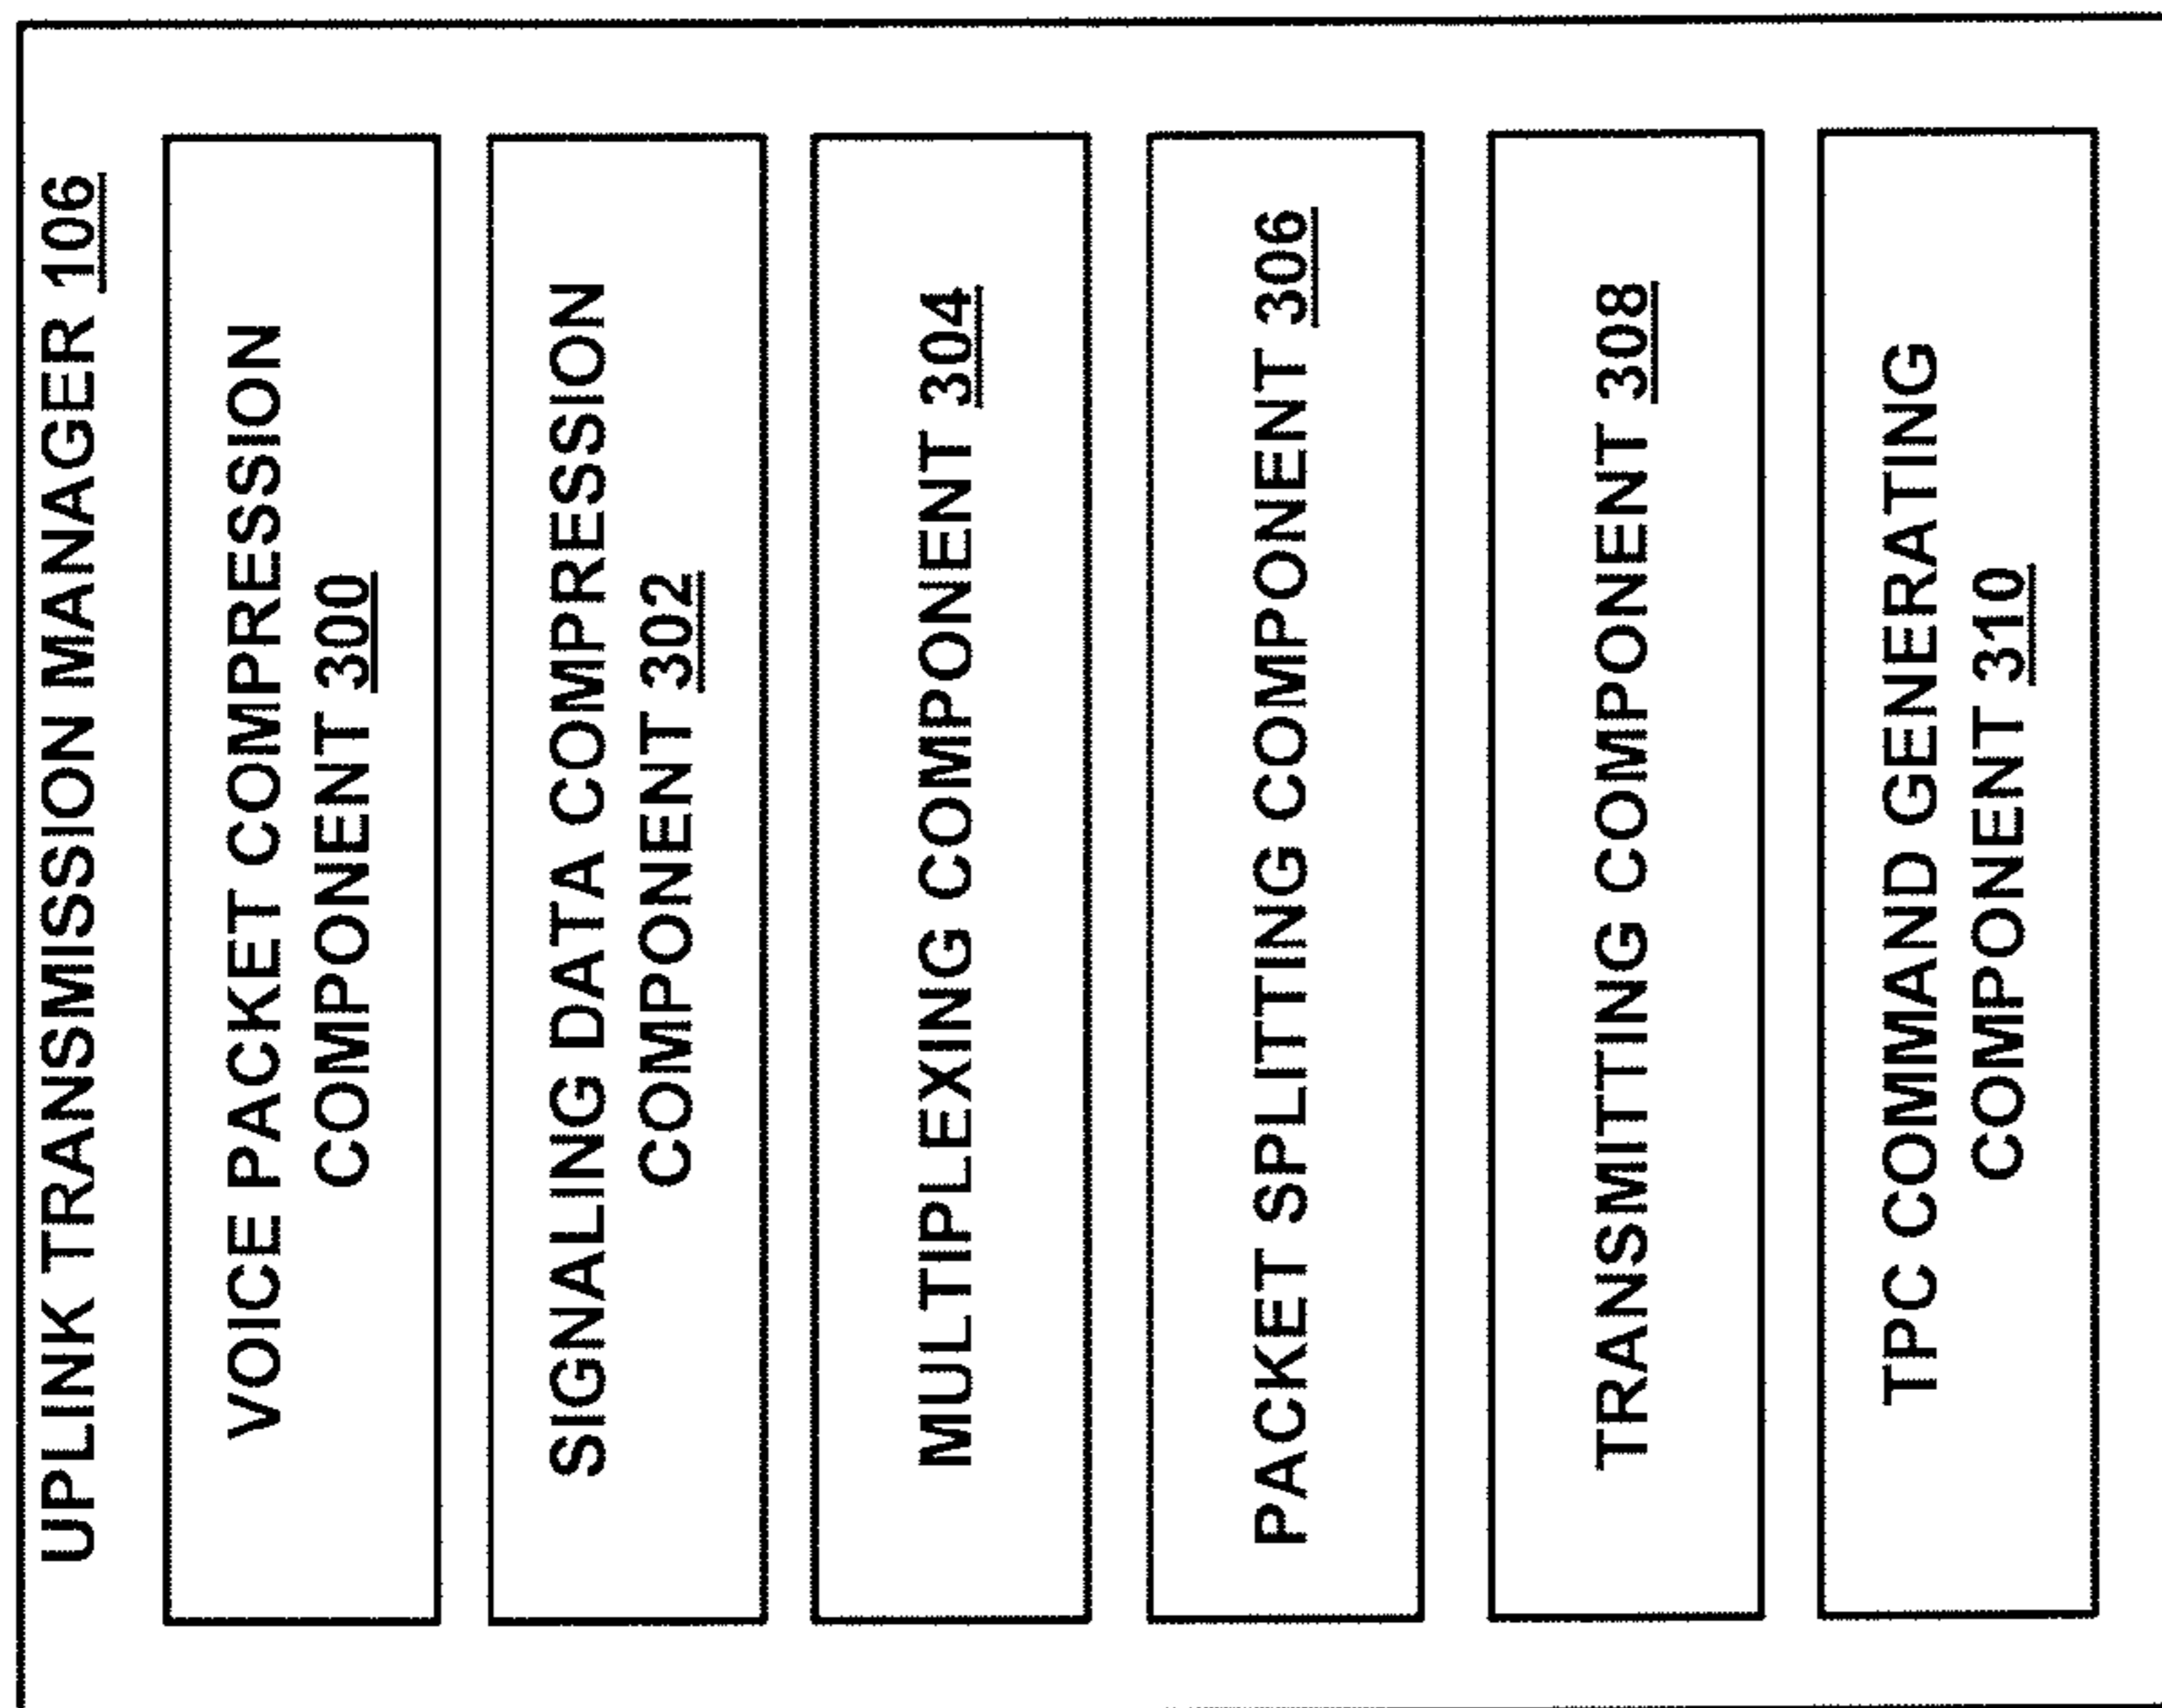 UPLINK TRANSMISSION MANAGER 106
VOICE PACKET COMPRESSION
COMPONENT 300
SIGNALING DATA COMPRESSION
COMPONENT 302
MULTIPLEXING COMPONENT 304
PACKET SPLITTING COMPONENT 306
TRANSMITTING COMPONENT 308
TPC COMMAND GENERATING
COMPONENT 310